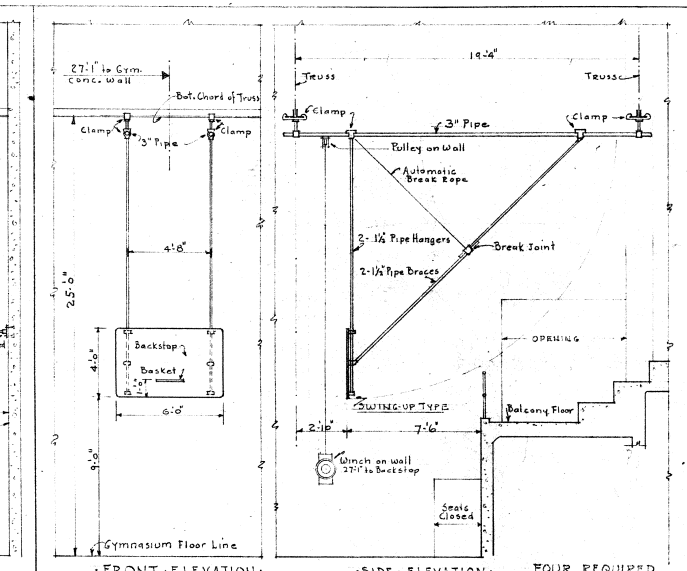 27'-1" to Gym.
conc. wall
Bot. Chord of Truss
Clamp
3" Pipe
Clamp
4'-8"
25'-0"
4'-0"
Backstop
Basket
1'-0"
6'-0"
9'-0"
Gymnasium Floor Line
• FRONT • ELEVATION •
19'-4"
Truss
Truss
Clamp
3" Pipe
Clamp
Pulley on Wall
Automatic
Break Rope
2 - 1½" Pipe Hangers
Break Joint
2-1½" Pipe Braces
OPENING
SWING-UP TYPE
Balcony Floor
2'-10"
7'-6"
Winch on wall
27'-1" to Backstop
Seats
Closed
• SIDE • ELEVATION •
FOUR REQUIRED